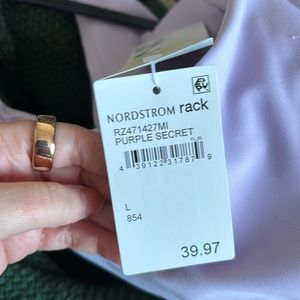 NORDSTROM rack
RZ471427MI
PURPLE SECRET
4 39122 31787 9
L
854
39.97